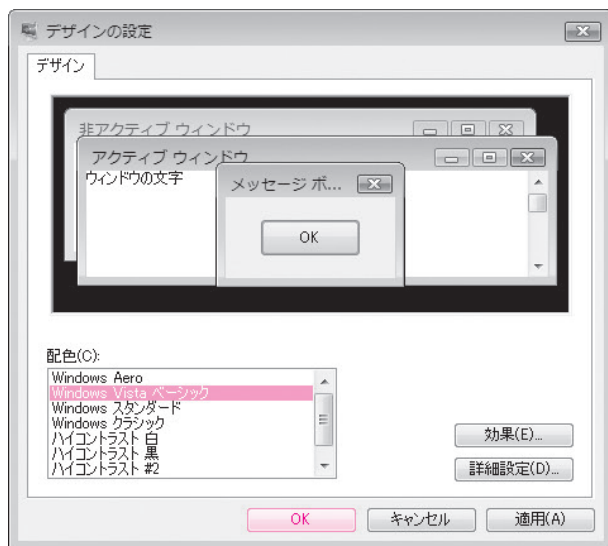 デザインの設定
デザイン
非アクティブ ウィンドウ
アクティブ ウィンドウ
ウィンドウの文字
メッセージ ボ...
OK
配色(C):
Windows Aero
Windows Vista ベーシック
Windows スタンダード
Windows クラシック
ハイコントラスト 白
ハイコントラスト 黒
ハイコントラスト #2
効果(E)...
詳細設定(D)...
OK
キャンセル
適用(A)